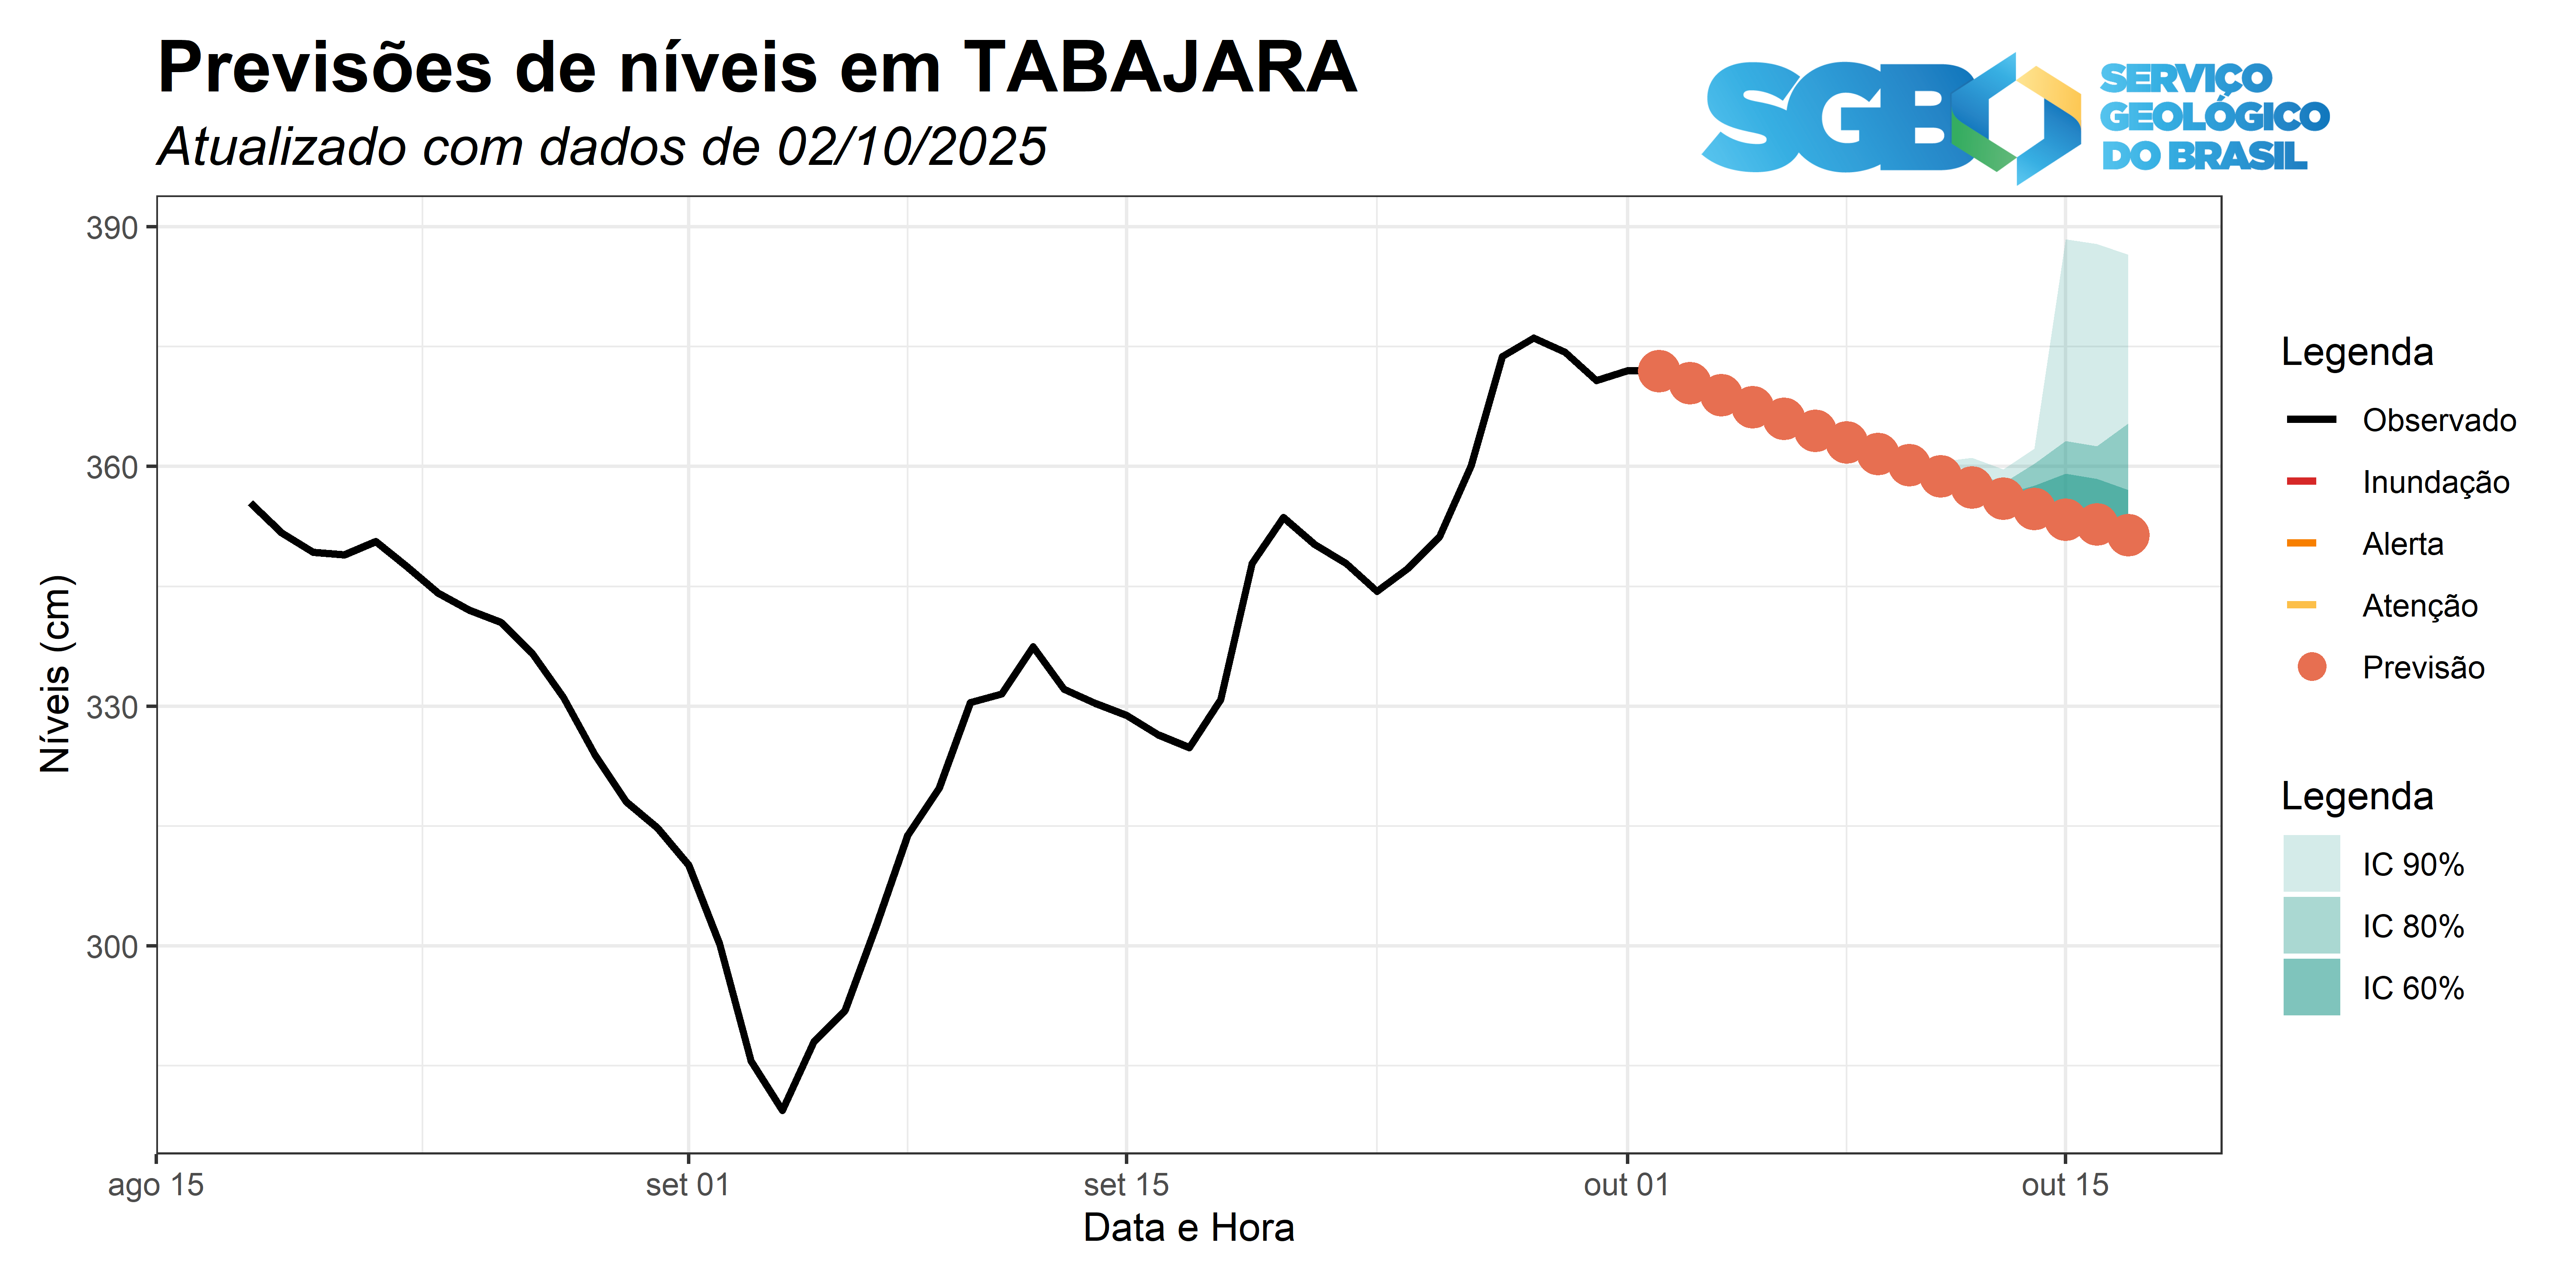 Previsões de níveis em TABAJARA
Atualizado com dados de 02/10/2025
SGB
SERVIÇO
GEOLÓGICO
DO BRASIL
390
360
330
300
Níveis (cm)
ago 15
set 01
set 15
out 01
out 15
Data e Hora
Legenda
Observado
Inundação
Alerta
Atenção
Previsão
Legenda
IC 90%
IC 80%
IC 60%